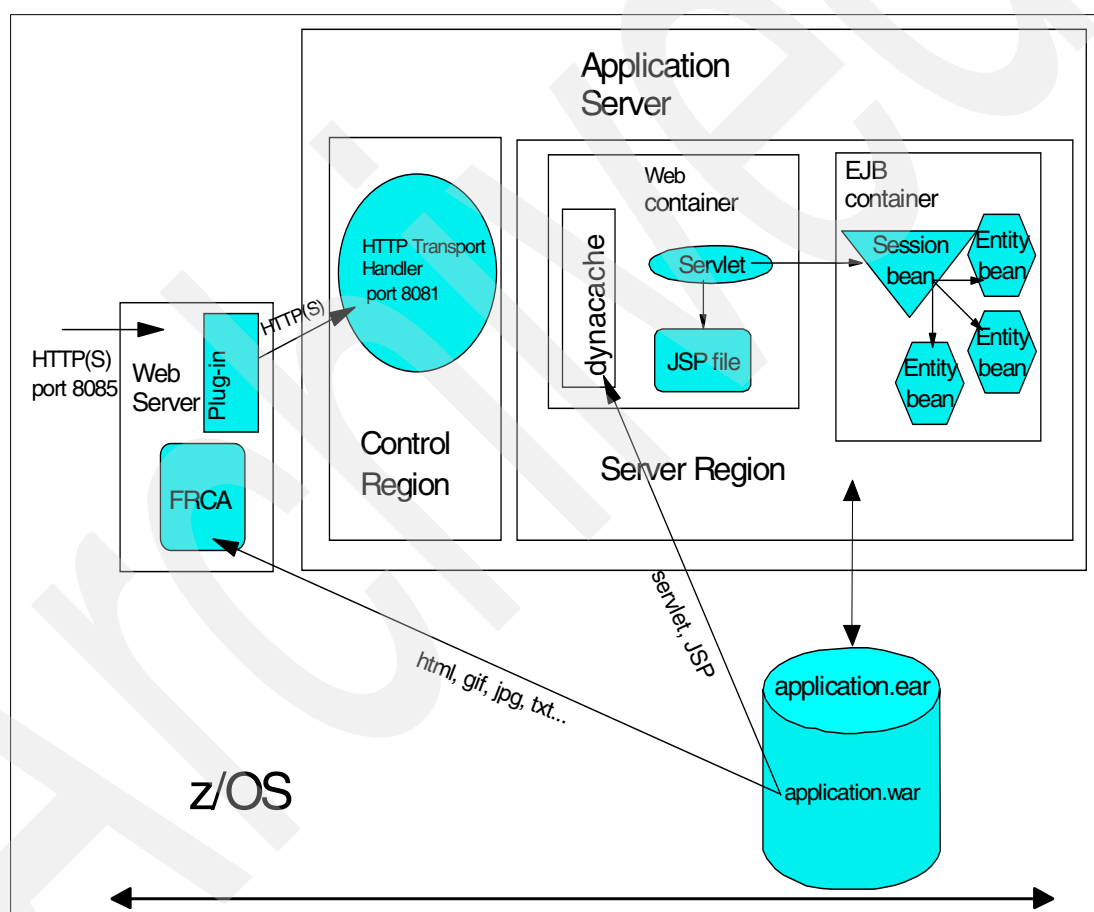 Application
Server
Web
container
EJB
container
HTTP Transport
Handler
port 8081
dynacache
Servlet
JSP file
Session
bean
Entity
bean
Entity
bean
Entity
bean
HTTP(S)
port 8085
Web
Server
Plug-in
HTTP(S)
FRCA
Control
Region
Server Region
servlet, JSP
html, gif, jpg, txt...
application.ear
application.war
z/OS
Archived